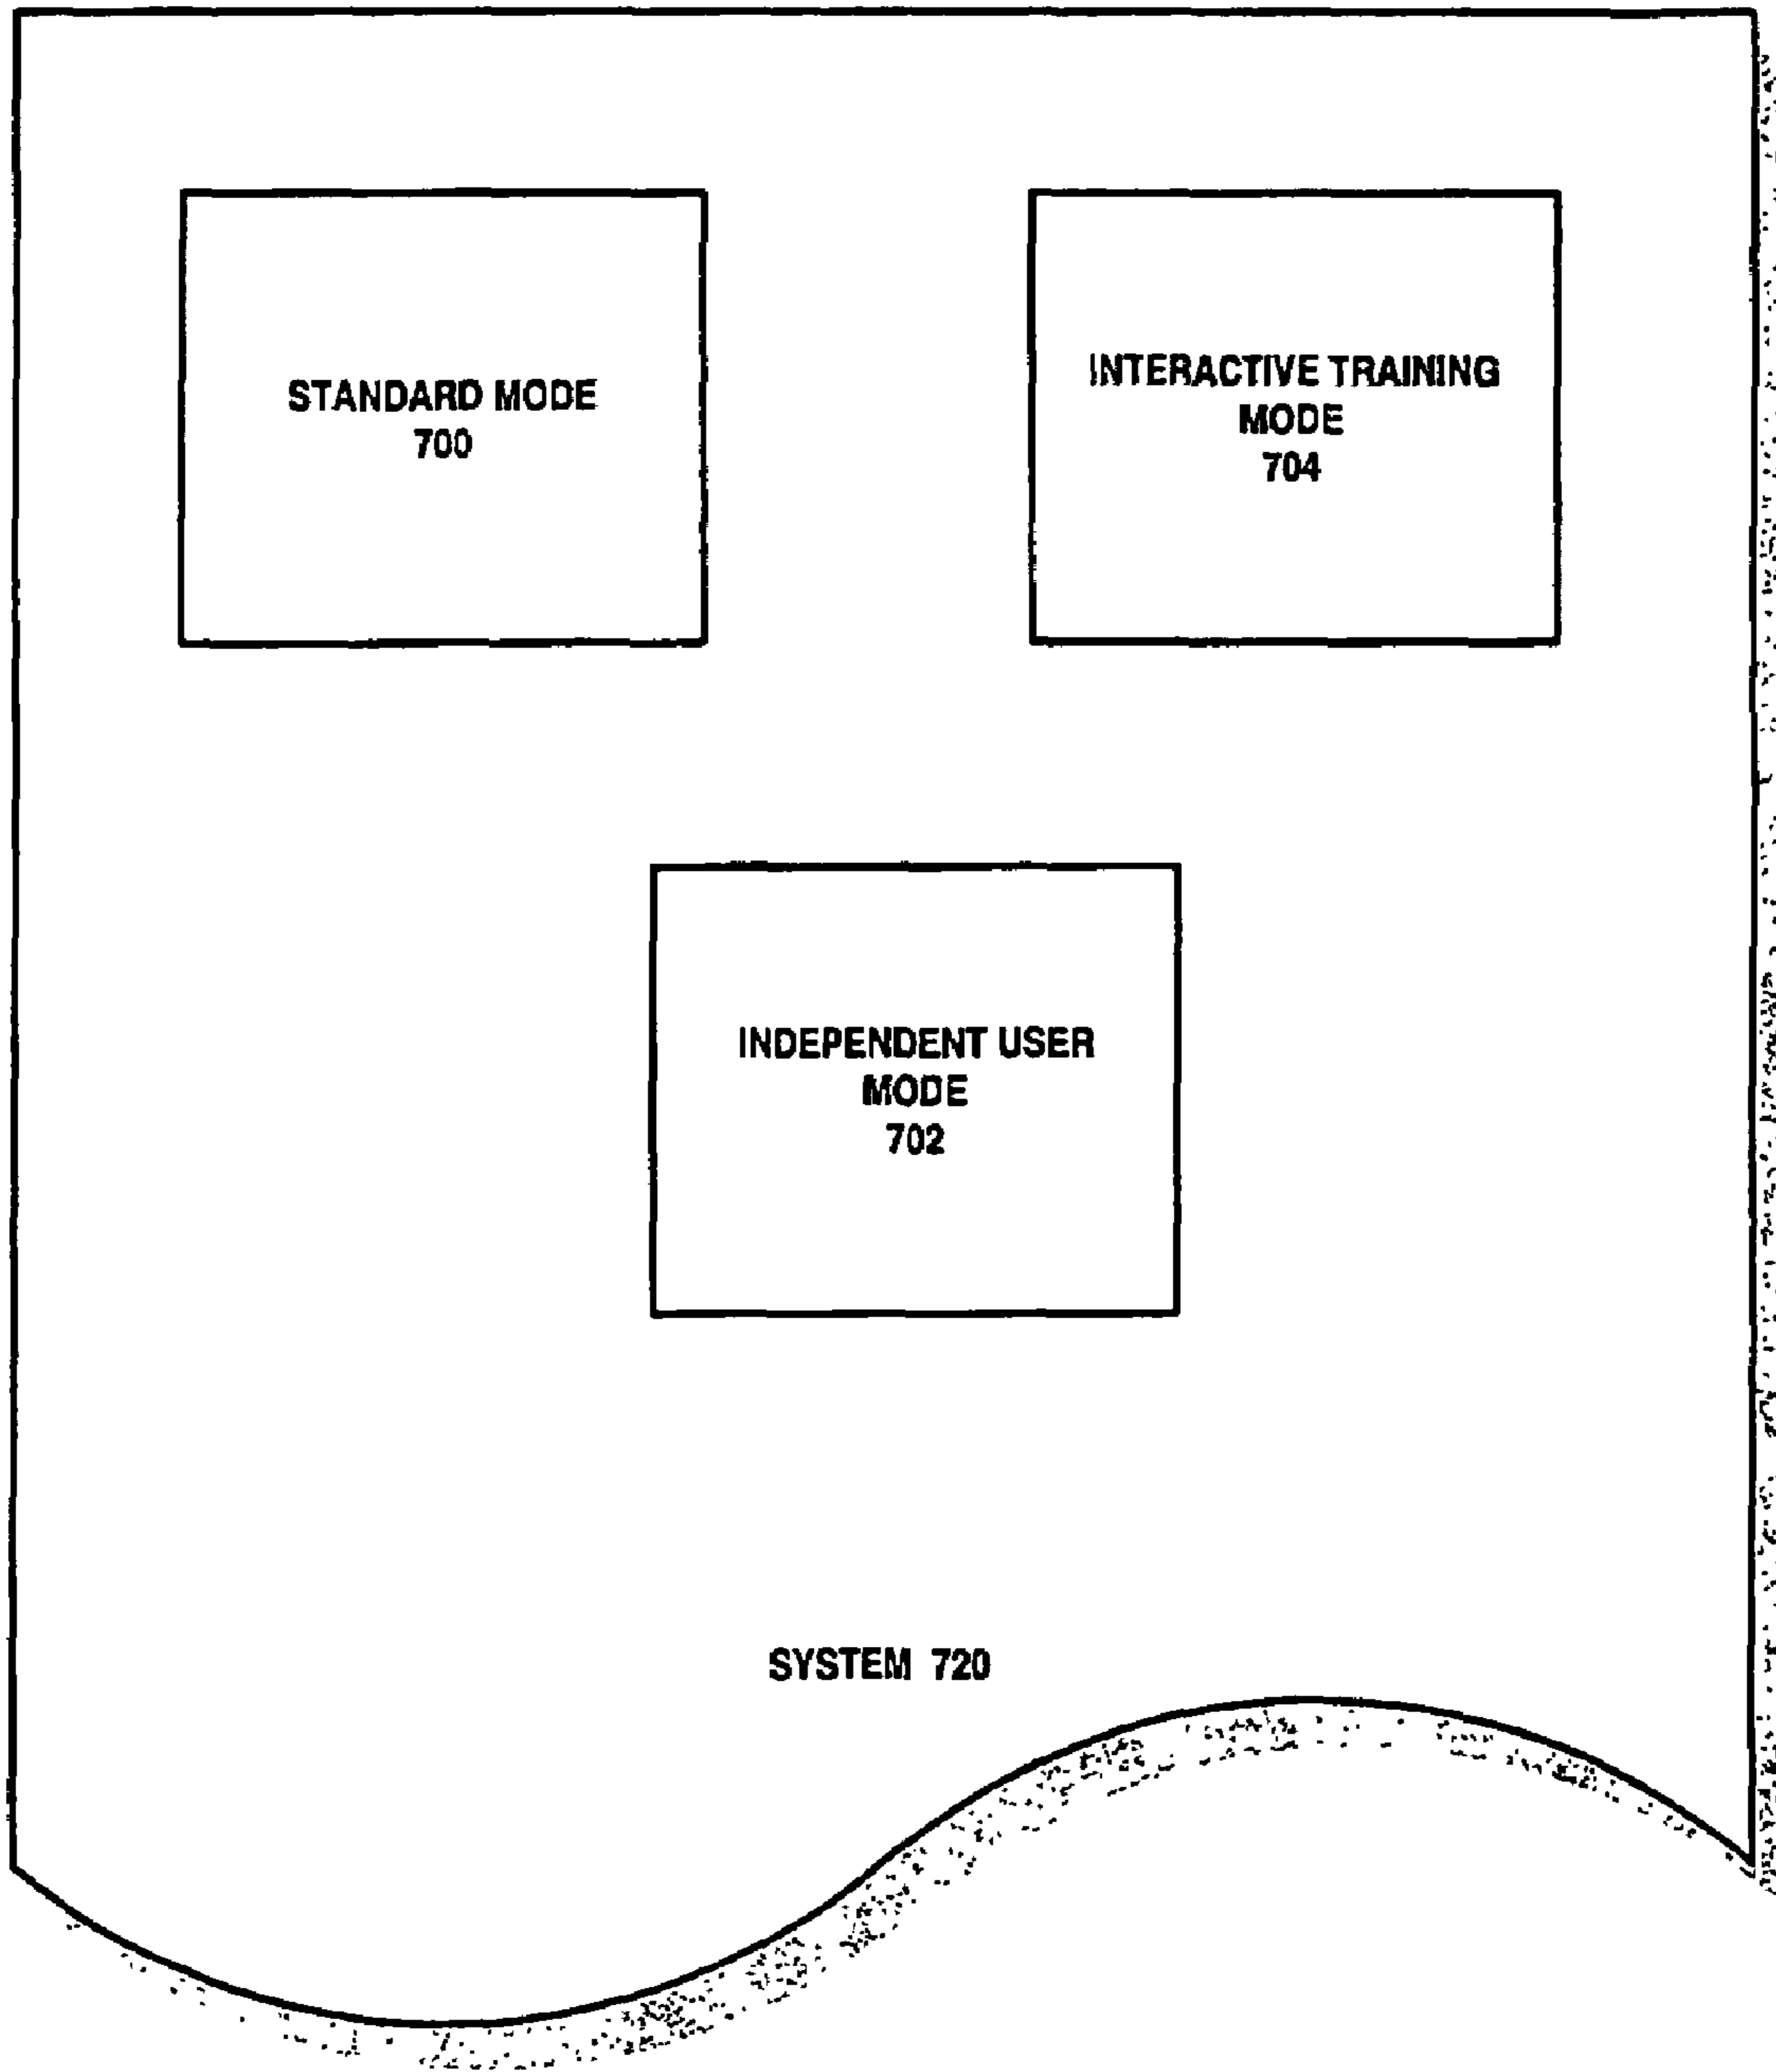 STANDARD MODE
700
INTERACTIVE TRAINING
MODE
704
INDEPENDENT USER
MODE
702
SYSTEM 720